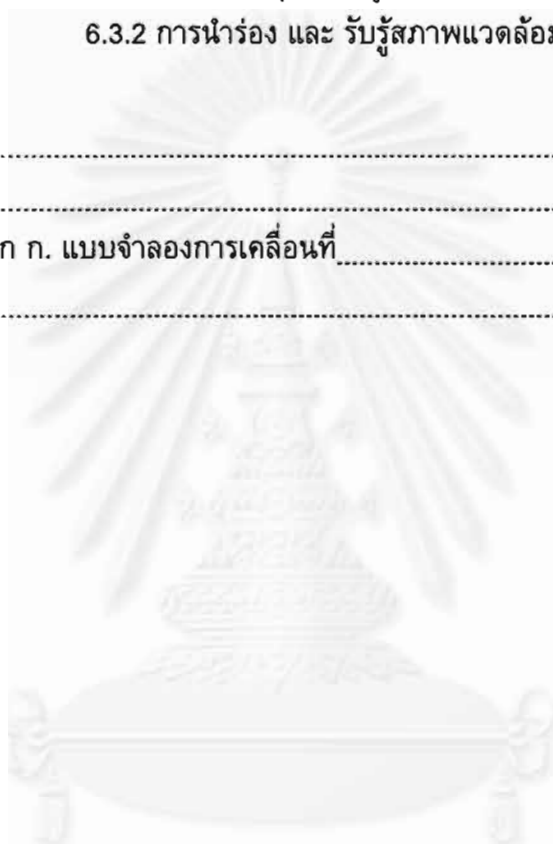 6.3.2 การนำร่อง และ รับรู้สภาพแวดล้อม
ก ก. แบบจำลองการเคลื่อนที่